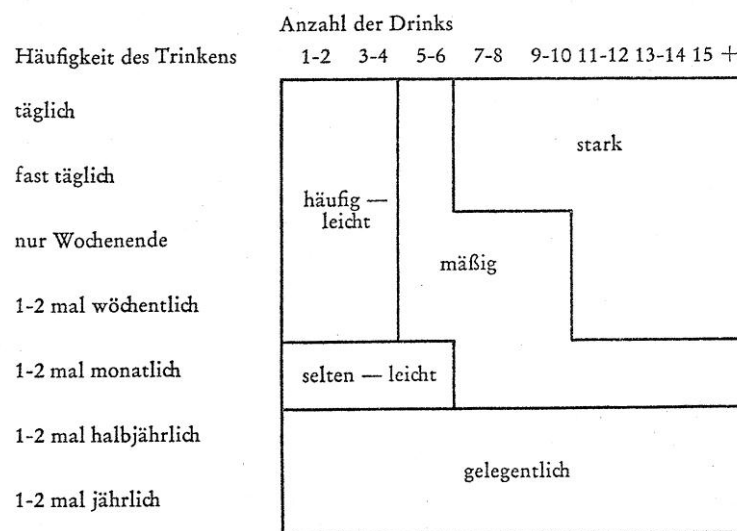 Anzahl der Drinks
Häufigkeit des Trinkens 1-2 3-4 5-6 7-8 9-10 11-12 13-14 15 +
täglich
stark
fast täglich
häufig —
leicht
nur Wochenende
mäßig
1-2 mal wöchentlich
1-2 mal monatlich selten — leicht
1-2 mal halbjährlich
gelegentlich
1-2 mal jährlich